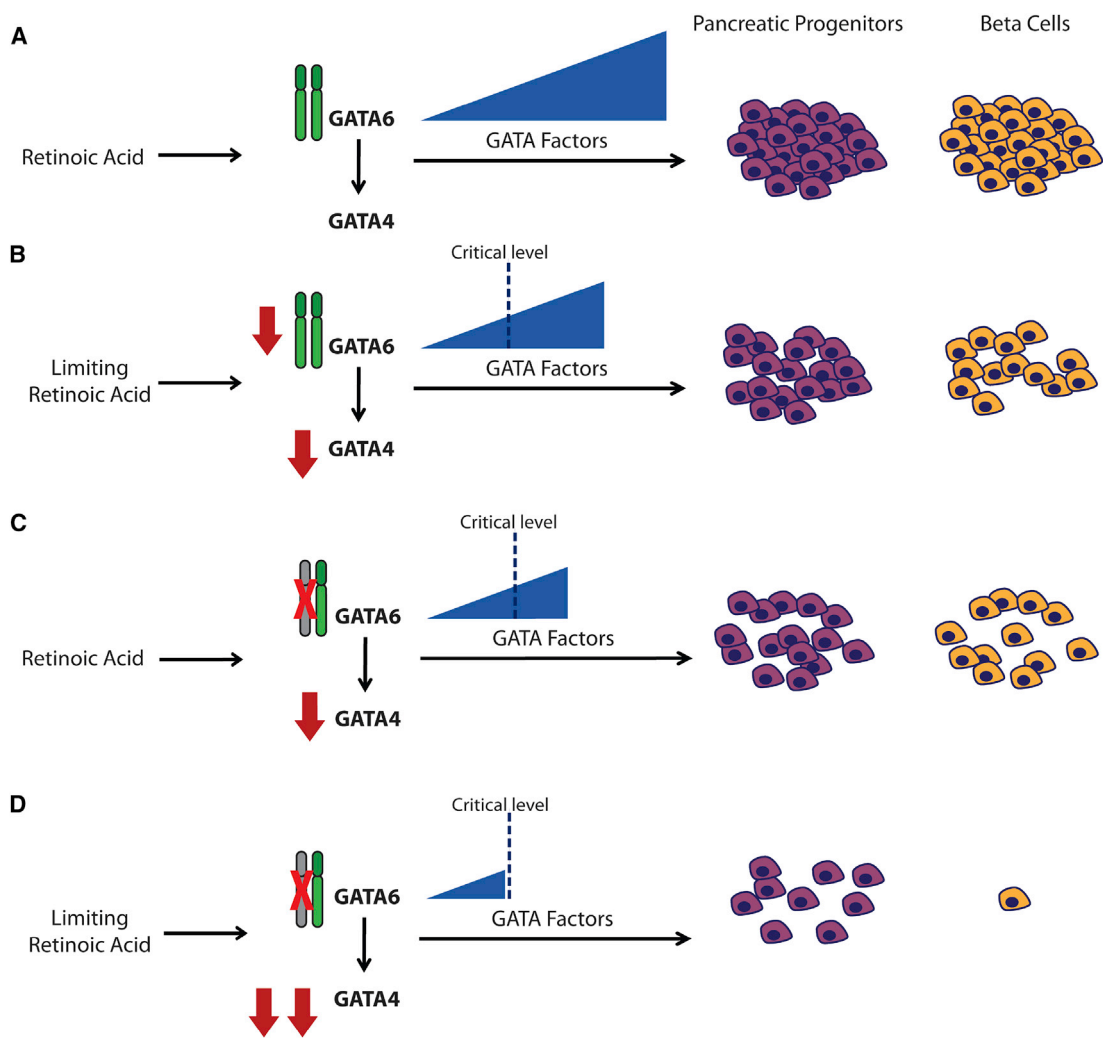 Pancreatic Progenitors
Beta Cells
A
Retinoic Acid
GATA6
GATA4
GATA Factors
B
Critical level
Limiting
Retinoic Acid
GATA6
GATA4
GATA Factors
C
Critical level
Retinoic Acid
GATA6
GATA4
GATA Factors
D
Critical level
Limiting
Retinoic Acid
GATA6
GATA4
GATA Factors